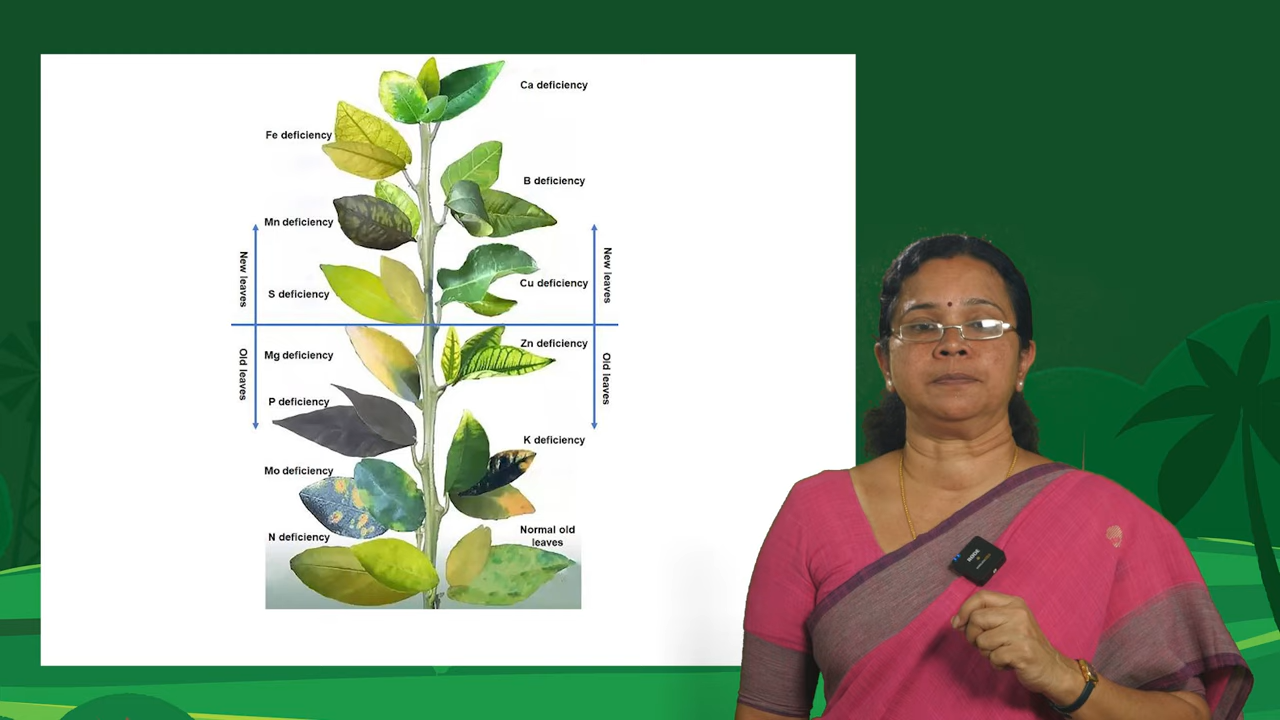 Ca deficiency
Fe deficiency
B deficiency
Mn deficiency
New leaves
New leaves
S deficiency
Cu deficiency
Mg deficiency
Zn deficiency
Old leaves
Old leaves
P deficiency
K deficiency
Mo deficiency
N deficiency
Normal old
leaves